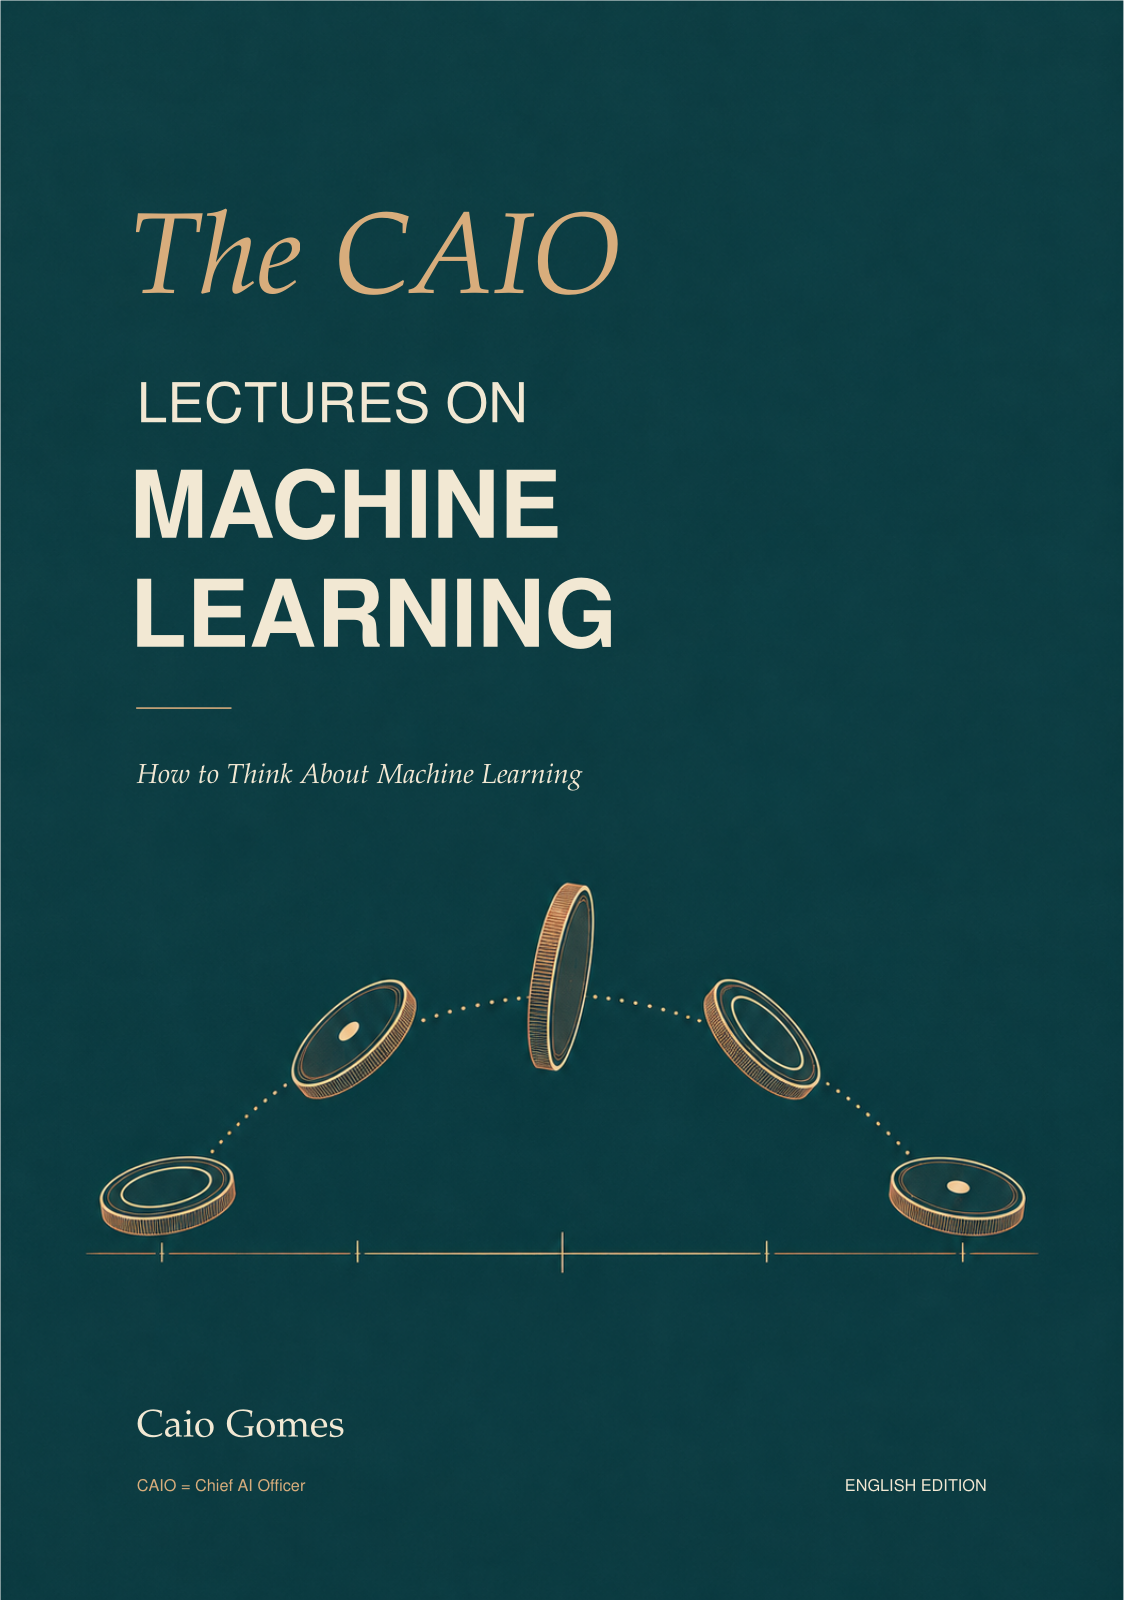 The CAIO
LECTURES ON
MACHINE
LEARNING
How to Think About Machine Learning
Caio Gomes
CAIO = Chief AI Officer
ENGLISH EDITION